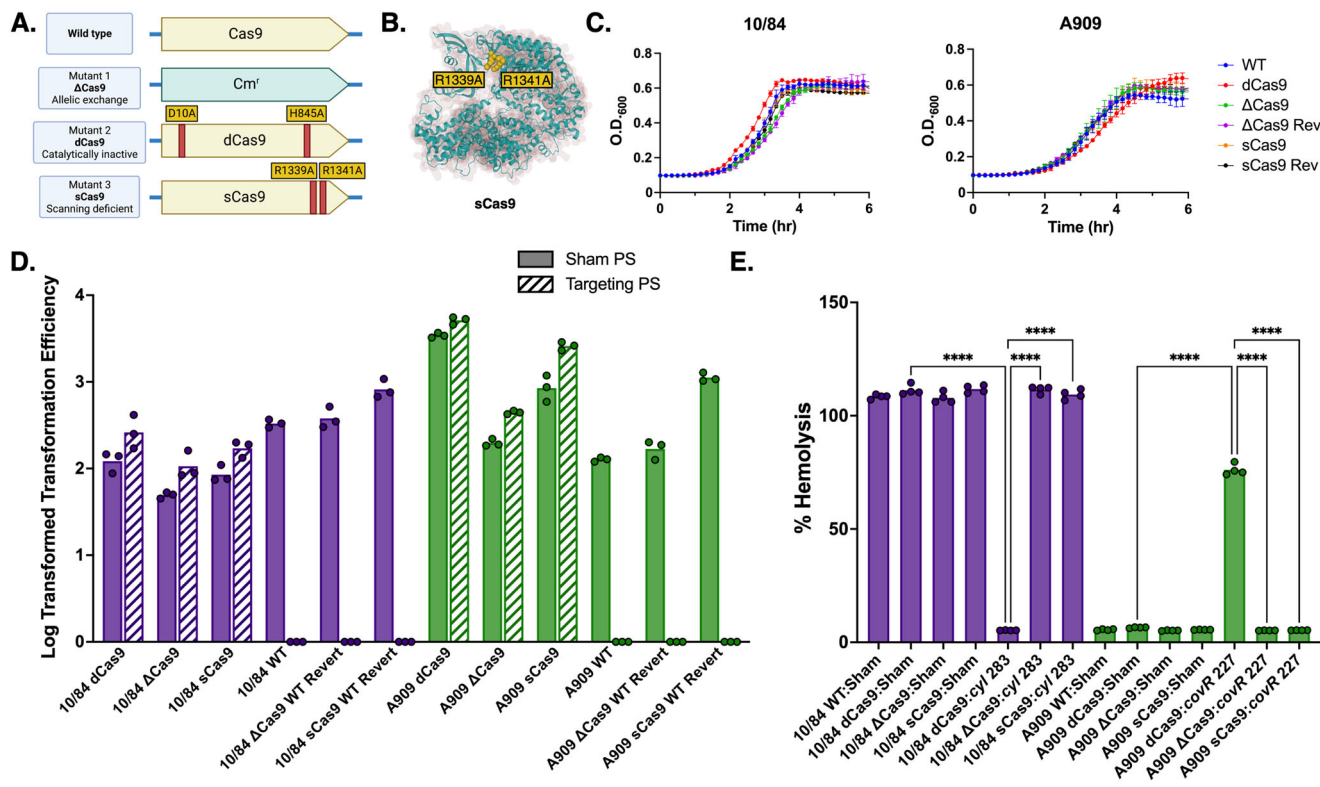 A.
Wild type
Cas9
Mutant 1
ΔCas9
Allelic exchange
Cmʳ
D10A
H845A
Mutant 2
dCas9
Catalytically inactive
dCas9
R1339A
R1341A
Mutant 3
sCas9
Scanning deficient
sCas9
B.
R1339A
R1341A
sCas9
C.
10/84
O.D.₆₀₀
0.8
0.6
0.4
0.2
0
2
4
6
Time (hr)
A909
O.D.₆₀₀
0.8
0.6
0.4
0.2
0.0
0
2
4
6
Time (hr)
WT
dCas9
ΔCas9
ΔCas9 Rev
sCas9
sCas9 Rev
D.
Sham PS
Targeting PS
Log Transformed Transformation Efficiency
4
3
2
1
0
10/84 dCas9
10/84 ΔCas9
10/84 sCas9
10/84 WT
10/84 ΔCas9 WT Revert
10/84 sCas9 WT Revert
A909 dCas9
A909 ΔCas9
A909 sCas9
A909 WT
A909 ΔCas9 WT Revert
A909 sCas9 WT Revert
E.
% Hemolysis
150
100
50
0
****
****
****
****
****
****
10/84 WT:Sham
10/84 dCas9:Sham
10/84 ΔCas9:Sham
10/84 sCas9:Sham
10/84 dCas9:cyl 283
10/84 ΔCas9:cyl 283
10/84 sCas9:cyl 283
A909 WT:Sham
A909 dCas9:Sham
A909 ΔCas9:Sham
A909 sCas9:Sham
A909 dCas9:covR 227
A909 ΔCas9:covR 227
A909 sCas9:covR 227